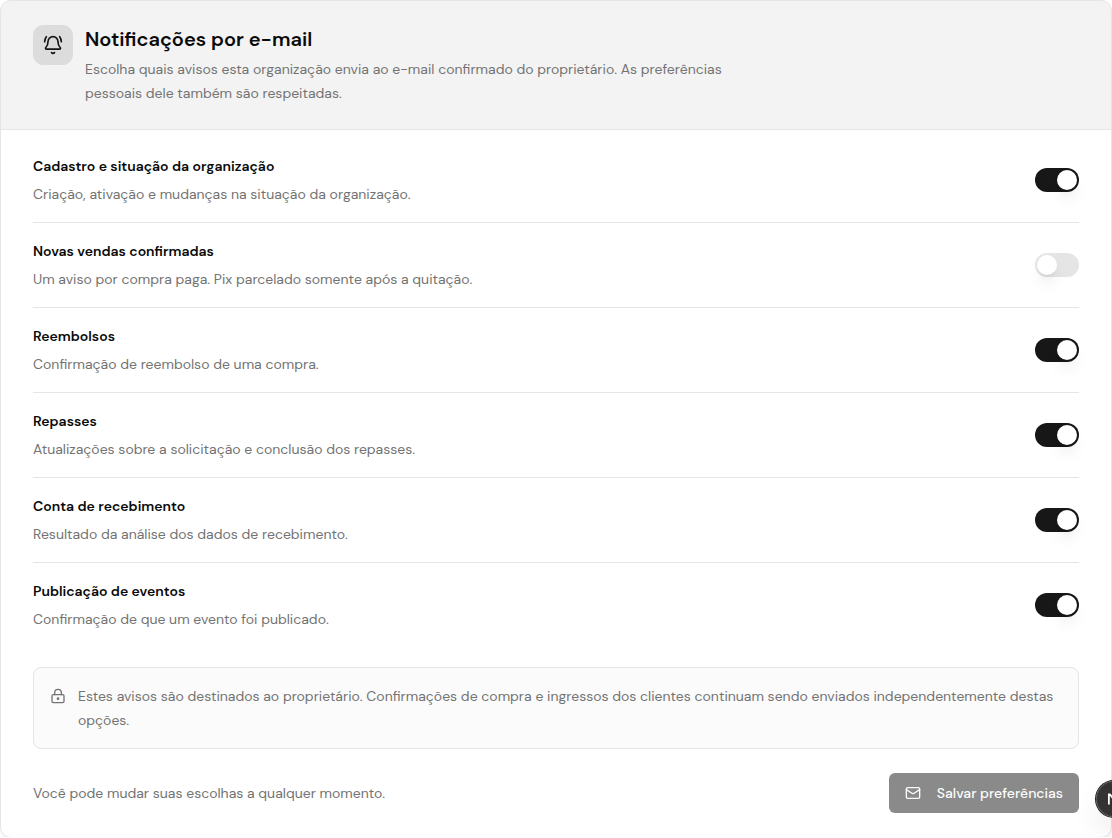 Notificações por e-mail
Escolha quais avisos esta organização envia ao e-mail confirmado do proprietário. As preferências
pessoais dele também são respeitadas.
Cadastro e situação da organização
Criação, ativação e mudanças na situação da organização.
Novas vendas confirmadas
Um aviso por compra paga. Pix parcelado somente após a quitação.
Reembolsos
Confirmação de reembolso de uma compra.
Repasses
Atualizações sobre a solicitação e conclusão dos repasses.
Conta de recebimento
Resultado da análise dos dados de recebimento.
Publicação de eventos
Confirmação de que um evento foi publicado.
Estes avisos são destinados ao proprietário. Confirmações de compra e ingressos dos clientes continuam sendo enviados independentemente destas
opções.
Você pode mudar suas escolhas a qualquer momento.
Salvar preferências